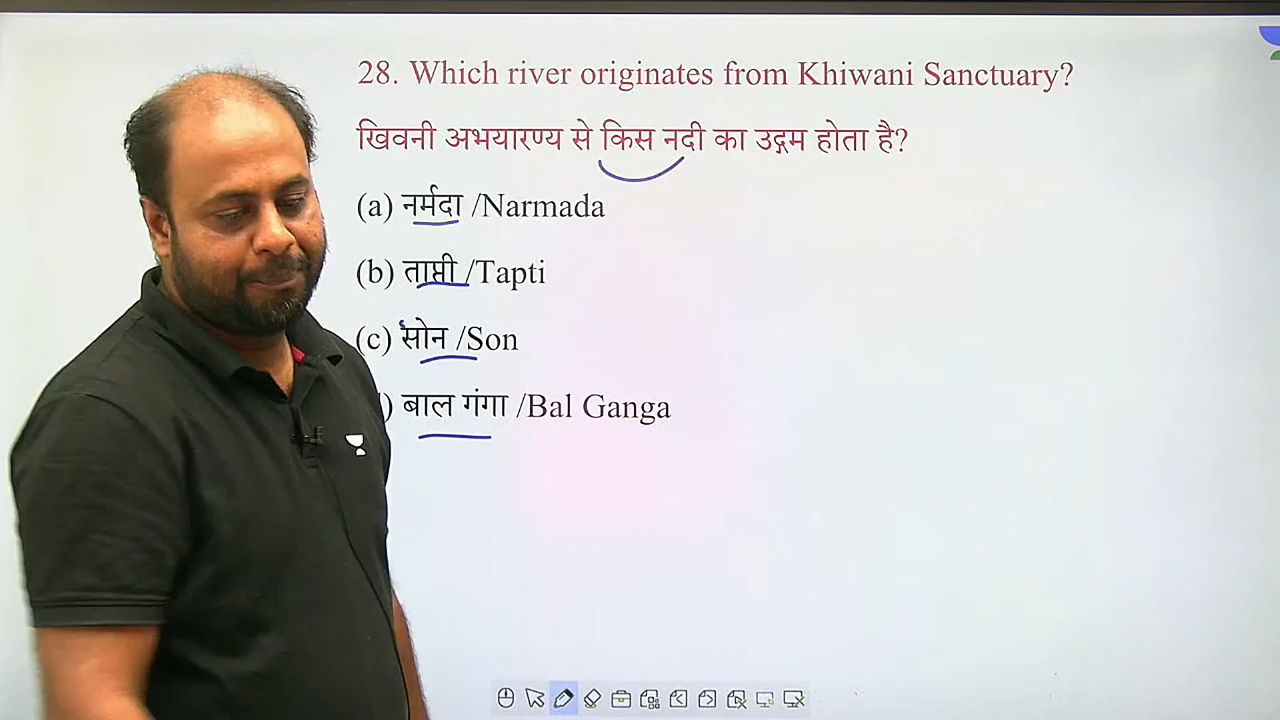 28. Which river originates from Khiwani Sanctuary?
खिवनी अभयारण्य से किस नदी का उद्गम होता है?
(a) नर्मदा /Narmada
(b) ताप्ती /Tapti
(c) सोन /Son
) बाल गंगा /Bal Ganga